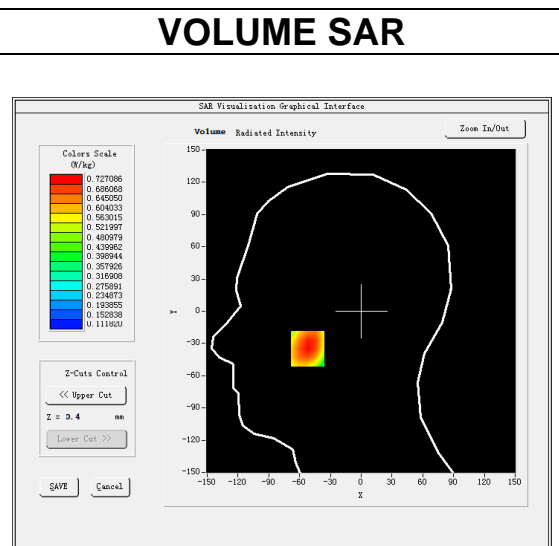 VOLUME SAR
SAR Visualisation Graphical Interface
Volume Radiated Intensity
Zoom In/Out
Colors Scale
(W/kg)
0.727086
0.686068
0.645050
0.604033
0.563015
0.521997
0.480979
0.439962
0.398944
0.357926
0.316908
0.275891
0.234873
0.193855
0.152838
0.111820
Z-Cuts Control
<< Upper Cut
Z = 0.4 mm
Lower Cut >>
SAVE Cancel
150
120
90
60
30
0
-30
-60
-90
-120
-150
Y
-150 -120 -90 -60 -30 0 30 60 90 120 150
X